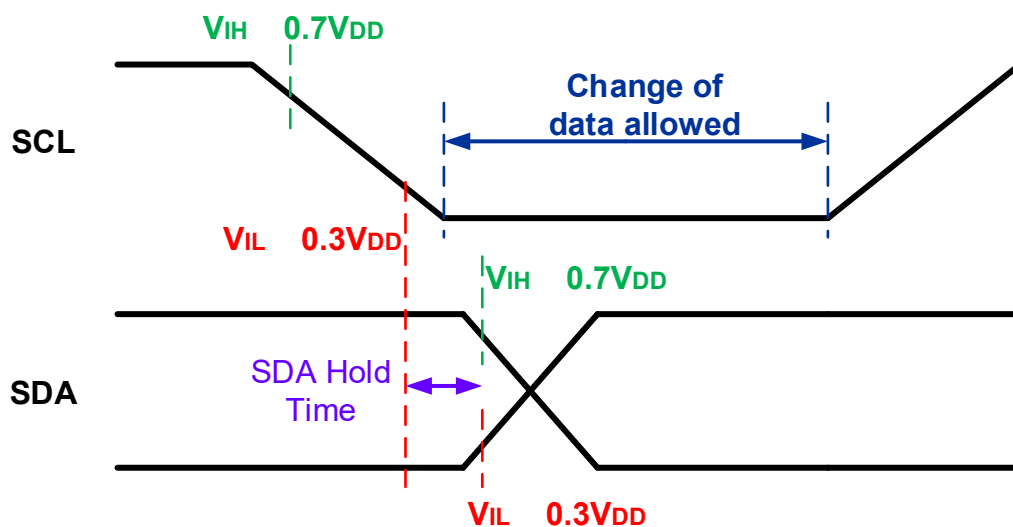 VIH 0.7VDD
Change of
data allowed
SCL
VIL 0.3VDD
VIH 0.7VDD
SDA Hold
Time
SDA
VIL 0.3VDD